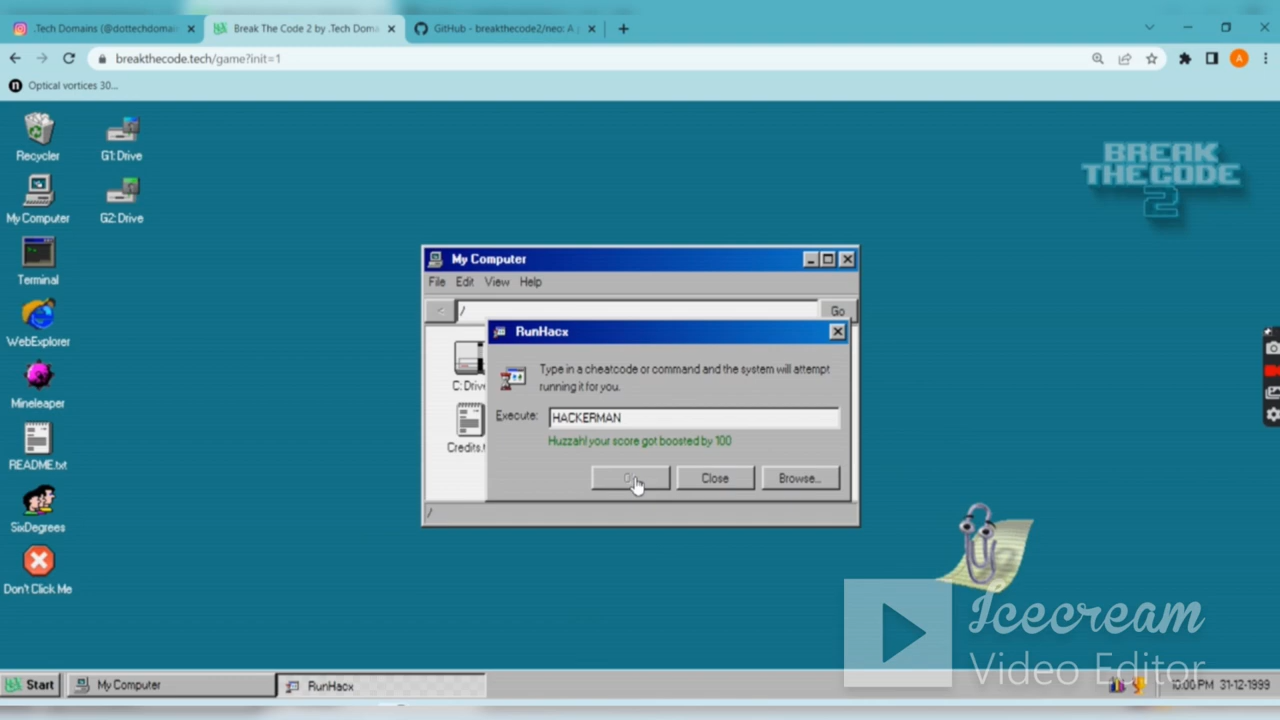 .Tech Domains (@dottechdomai
Break The Code 2 by .Tech Doma
GitHub - breakthecode2/neo: A
breakthecode.tech/game?init=1
A
Optical vortices 30...
Recycler
G1:Drive
My Computer
G2:Drive
Terminal
WebExplorer
Mineleaper
README.txt
SixDegrees
Don't Click Me
BREAK
THE CODE
2
My Computer
File Edit View Help
< / Go
C: Driv
Credits.
RunHacx
Type in a cheatcode or command and the system will attempt
running it for you.
Execute: HACKERMAN
Huzzah! your score got boosted by 100
Close Browse...
/
Icecream
Video Editor
Start My Computer RunHacx 10:00 PM 31-12-1999